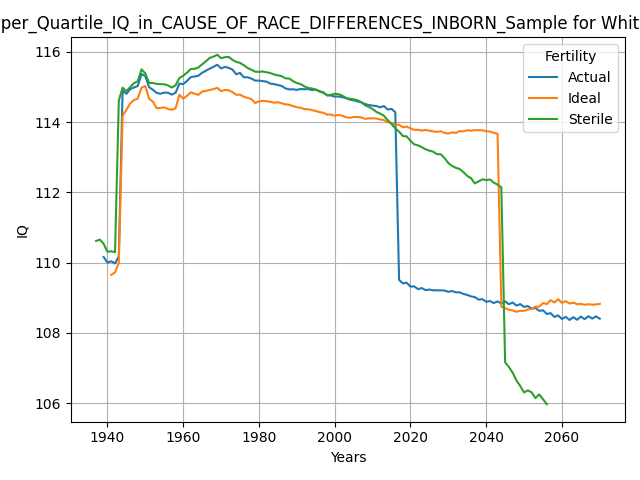 per_Quartile_IQ_in_CAUSE_OF_RACE_DIFFERENCES_INBORN_Sample for Whit
Fertility
Actual
Ideal
Sterile
116
114
112
110
108
106
IQ
1940
1960
1980
2000
2020
2040
2060
Years